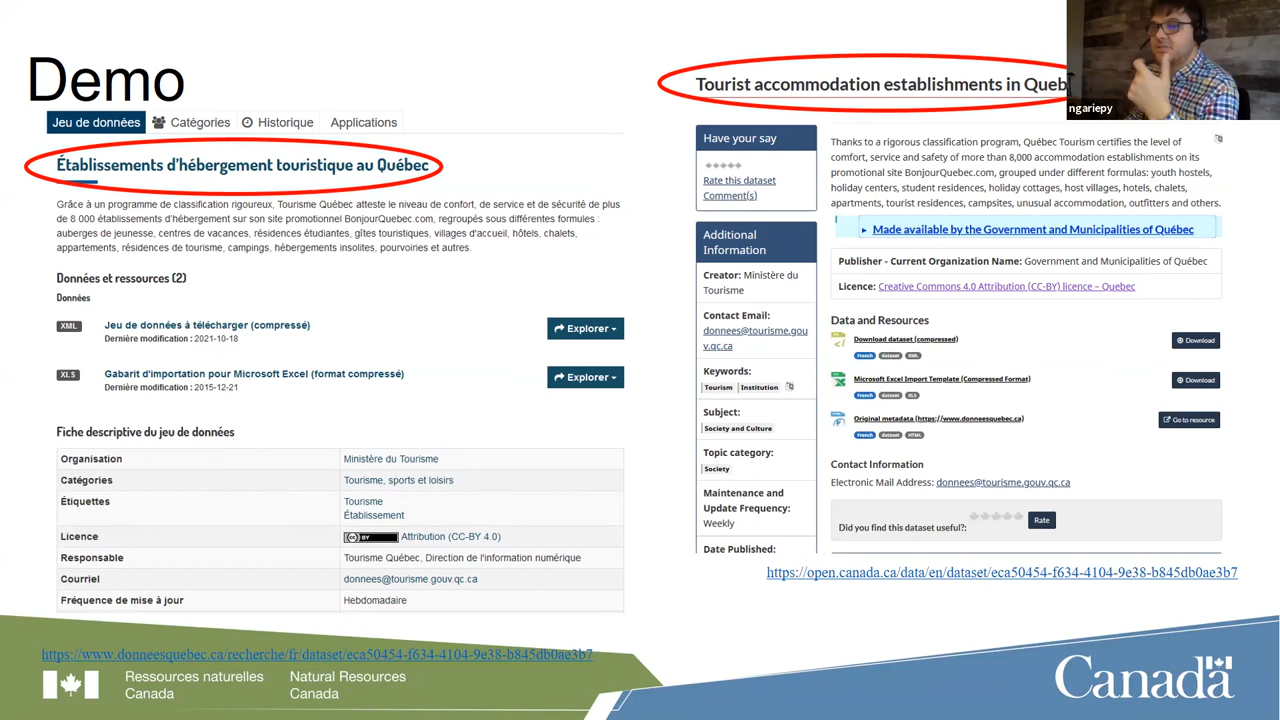 Demo
Jeu de données
Catégories
Historique
Applications
Établissements d'hébergement touristique au Québec
Grâce à un programme de classification rigoureux, Tourisme Québec atteste le niveau de confort, de service et de sécurité de plus
de 8 000 établissements d'hébergement sur son site promotionnel BonjourQuebec.com, regroupés sous différentes formules :
auberges de jeunesse, centres de vacances, résidences étudiantes, gîtes touristiques, villages d'accueil, hôtels, chalets,
appartements, résidences de tourisme, campings, hébergements insolites, pourvoiries et autres.
Données et ressources (2)
Données
XML
Jeu de données à télécharger (compressé)
Dernière modification : 2021-10-18
Explorer
XLS
Gabarit d'importation pour Microsoft Excel (format compressé)
Dernière modification : 2015-12-21
Explorer
Fiche descriptive du jeu de données
Organisation Ministère du Tourisme
Catégories Tourisme, sports et loisirs
Étiquettes Tourisme
Établissement
Licence CC BY Attribution (CC-BY 4.0)
Responsable Tourisme Québec, Direction de l'information numérique
Courriel donnees@tourisme.gouv.qc.ca
Fréquence de mise à jour Hebdomadaire
https://www.donneesquebec.ca/recherche/fr/dataset/eca50454-f634-4104-9e38-b845db0ae3b7
Tourist accommodation establishments in Queb
ngariepy
Have your say
Rate this dataset
Comment(s)
Additional
Information
Creator: Ministère du
Tourisme
Contact Email:
donnees@tourisme.gou
v.qc.ca
Keywords:
Tourism Institution
Subject:
Society and Culture
Topic category:
Society
Maintenance and
Update Frequency:
Weekly
Date Published:
Thanks to a rigorous classification program, Québec Tourism certifies the level of
comfort, service and safety of more than 8,000 accommodation establishments on its
promotional site BonjourQuebec.com, grouped under different formulas: youth hostels,
holiday centers, student residences, holiday cottages, host villages, hotels, chalets,
apartments, tourist residences, campsites, unusual accommodation, outfitters and others.
Made available by the Government and Municipalities of Québec
Publisher - Current Organization Name: Government and Municipalities of Québec
Licence: Creative Commons 4.0 Attribution (CC-BY) licence – Quebec
Data and Resources
Download dataset (compressed)
French dataset XML
Download
Microsoft Excel Import Template (Compressed Format)
French dataset XLS
Download
Original metadata (https://www.donneesquebec.ca)
French dataset HTML
Go to resource
Contact Information
Electronic Mail Address: donnees@tourisme.gouv.qc.ca
Did you find this dataset useful?: Rate
https://open.canada.ca/data/en/dataset/eca50454-f634-4104-9e38-b845db0ae3b7
Ressources naturelles
Canada
Natural Resources
Canada
Canada